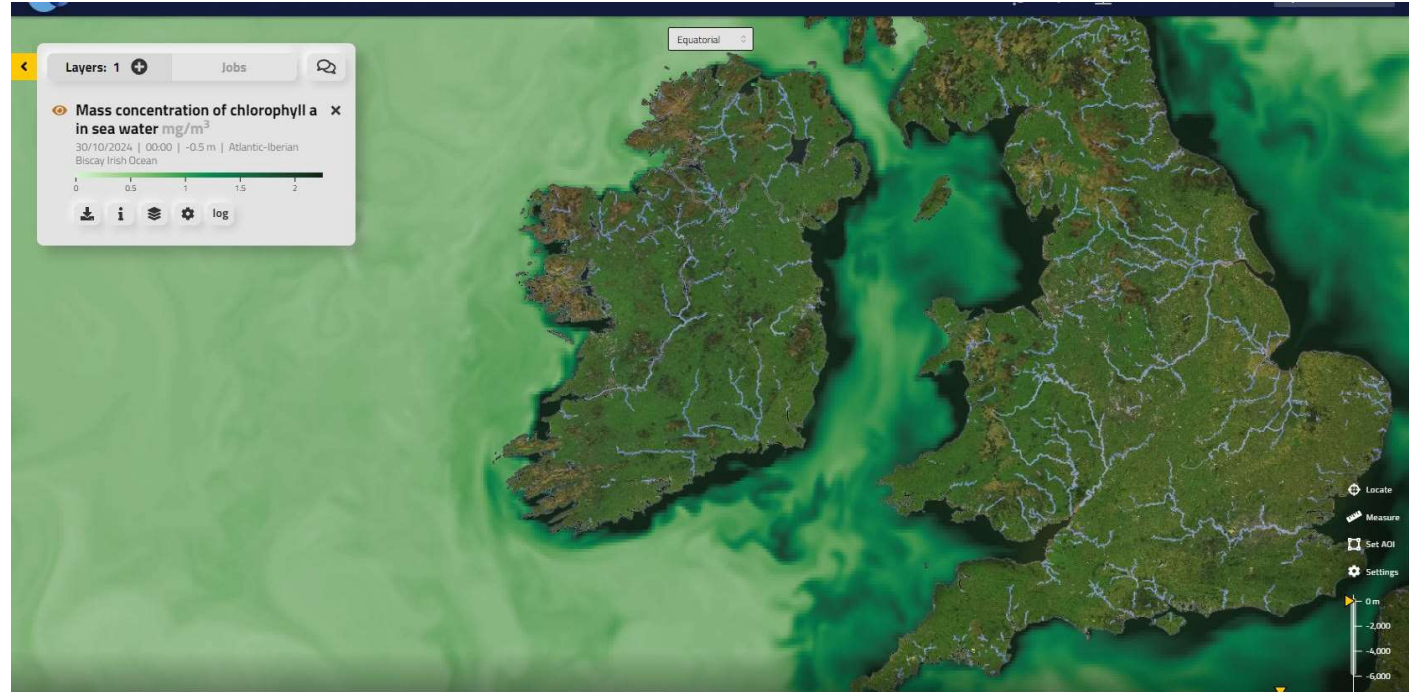 Equatorial
Layers: 1
Jobs
Mass concentration of chlorophyll a
in sea water mg/m³
30/10/2024 | 00:00 | -0.5 m | Atlantic-Iberian
Biscay Irish Ocean
0 0.5 1 1.5 2
i
log
Locate
Measure
Set AOI
Settings
0 m
-2,000
-4,000
-6,000